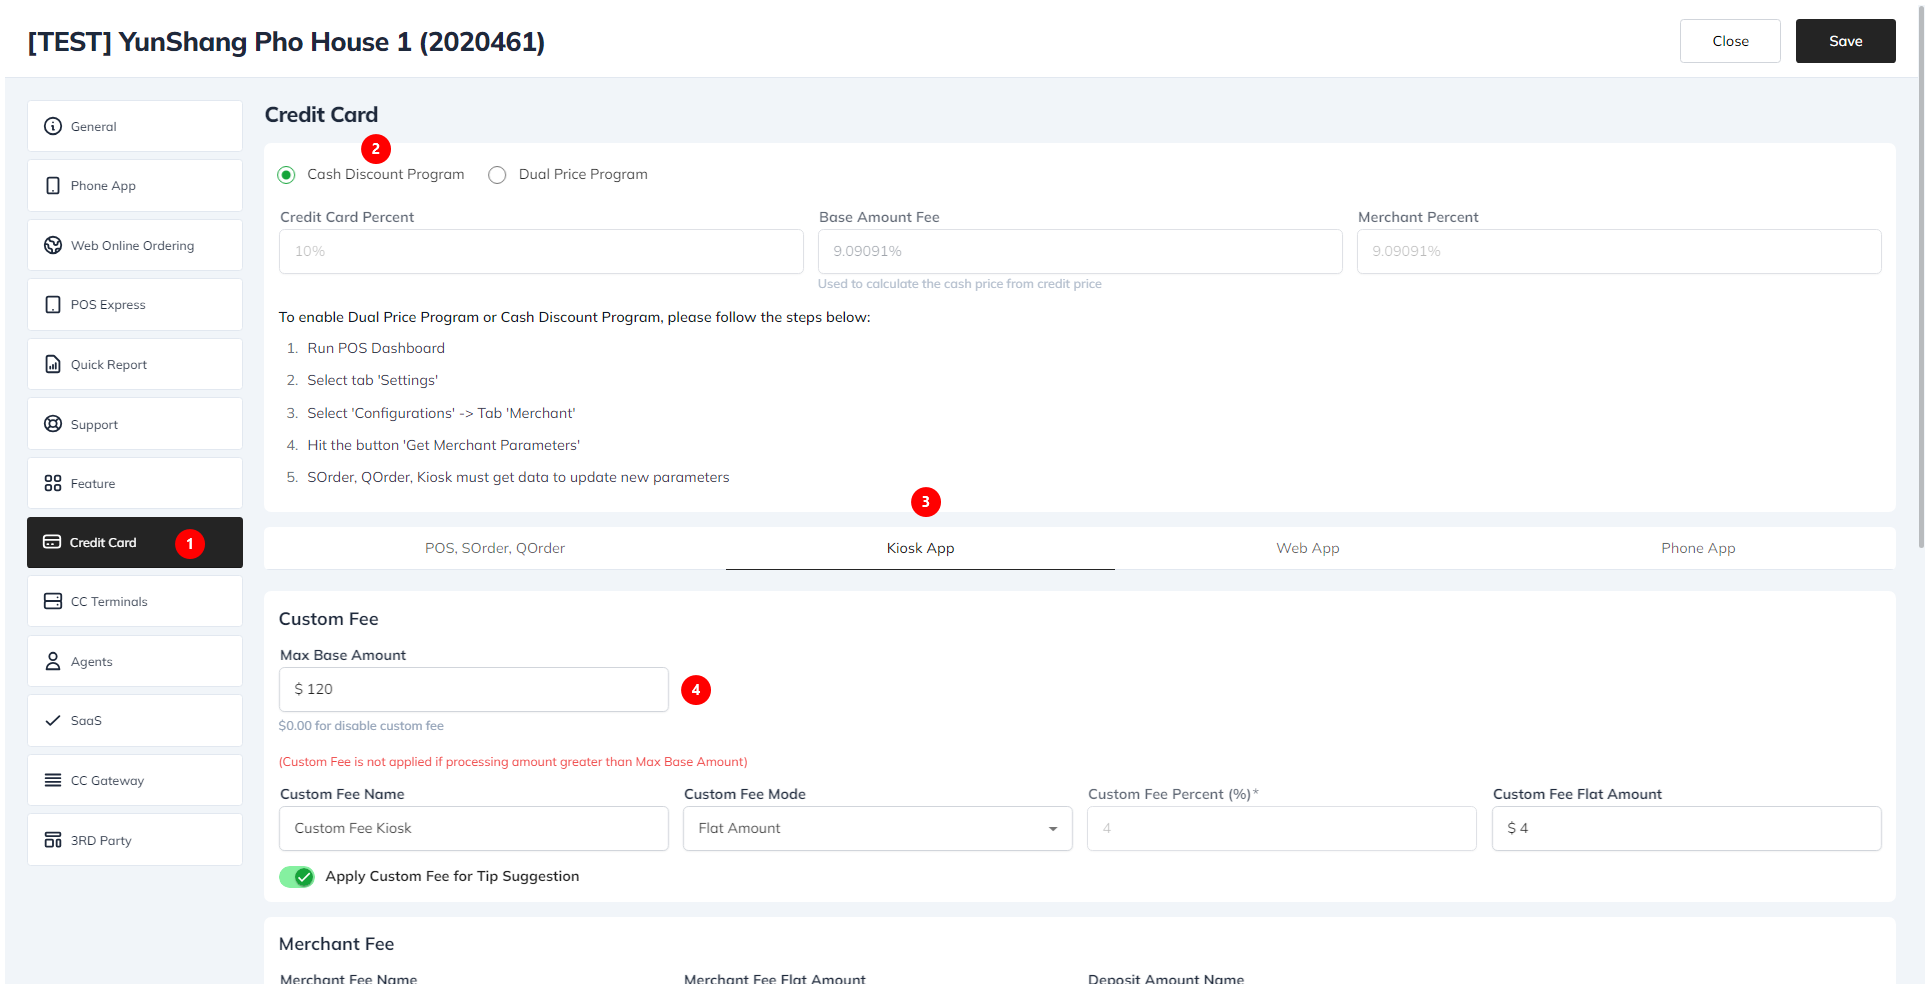 [TEST] YunShang Pho House 1 (2020461)
Close
Save
General
Phone App
Web Online Ordering
POS Express
Quick Report
Support
Feature
Credit Card
1
CC Terminals
Agents
SaaS
CC Gateway
3RD Party
Credit Card
2
Cash Discount Program
Dual Price Program
Credit Card Percent
Base Amount Fee
Merchant Percent
10%
9.09091%
9.09091%
Used to calculate the cash price from credit price
To enable Dual Price Program or Cash Discount Program, please follow the steps below:
1. Run POS Dashboard
2. Select tab 'Settings'
3. Select 'Configurations' -> Tab 'Merchant'
4. Hit the button 'Get Merchant Parameters'
5. SOrder, QOrder, Kiosk must get data to update new parameters
3
POS, SOrder, QOrder
Kiosk App
Web App
Phone App
Custom Fee
Max Base Amount
$ 120
4
$0.00 for disable custom fee
(Custom Fee is not applied if processing amount greater than Max Base Amount)
Custom Fee Name
Custom Fee Mode
Custom Fee Percent (%)*
Custom Fee Flat Amount
Custom Fee Kiosk
Flat Amount
4
$ 4
Apply Custom Fee for Tip Suggestion
Merchant Fee
Merchant Fee Name
Merchant Fee Flat Amount
Deposit Amount Name